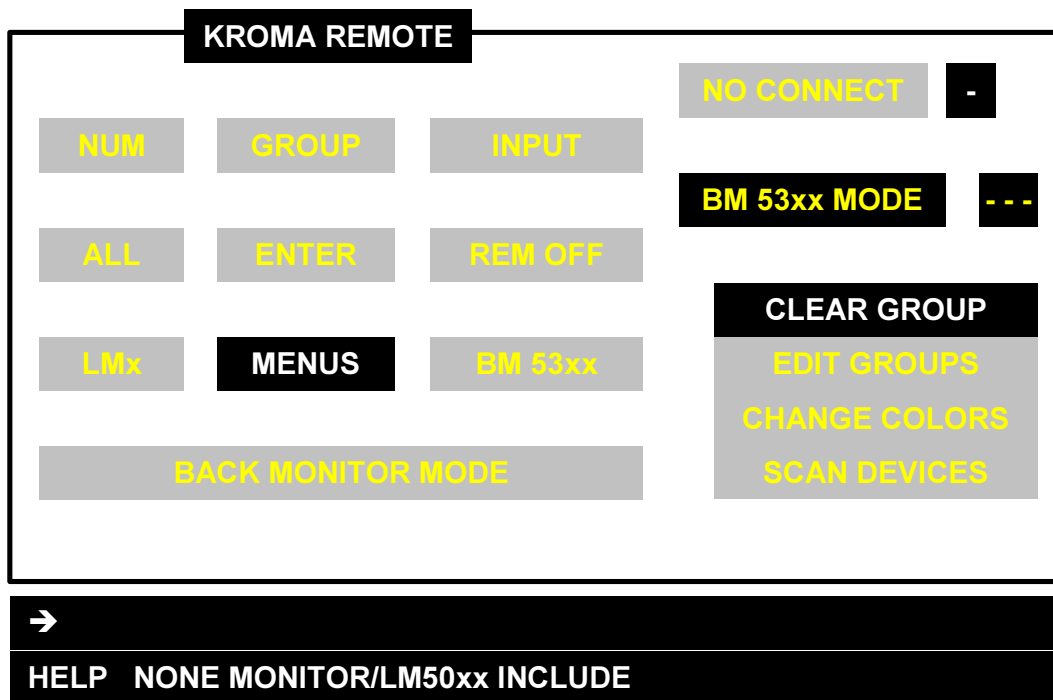 KROMA REMOTE
NO CONNECT -
NUM GROUP INPUT
BM 53xx MODE - - -
ALL ENTER REM OFF
CLEAR GROUP
LMx MENUS BM 53xx
EDIT GROUPS
CHANGE COLORS
BACK MONITOR MODE
SCAN DEVICES
➔
HELP NONE MONITOR/LM50xx INCLUDE